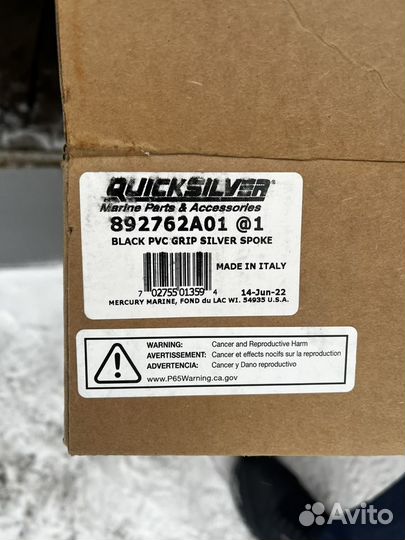 QUICKSILVER
Marine Parts & Accessories
892762A01 @1
BLACK PVC GRIP SILVER SPOKE
MADE IN ITALY
7 02755 01359 4
14-Jun-22
MERCURY MARINE, FOND du LAC WI. 54935 U.S.A.
WARNING: Cancer and Reproductive Harm
AVERTISSEMENT: Cancer et effets nocifs sur la reproduction
ADVERTENCIA: Cancer y Dano reproductivo
www.P65Warning.ca.gov
Avito